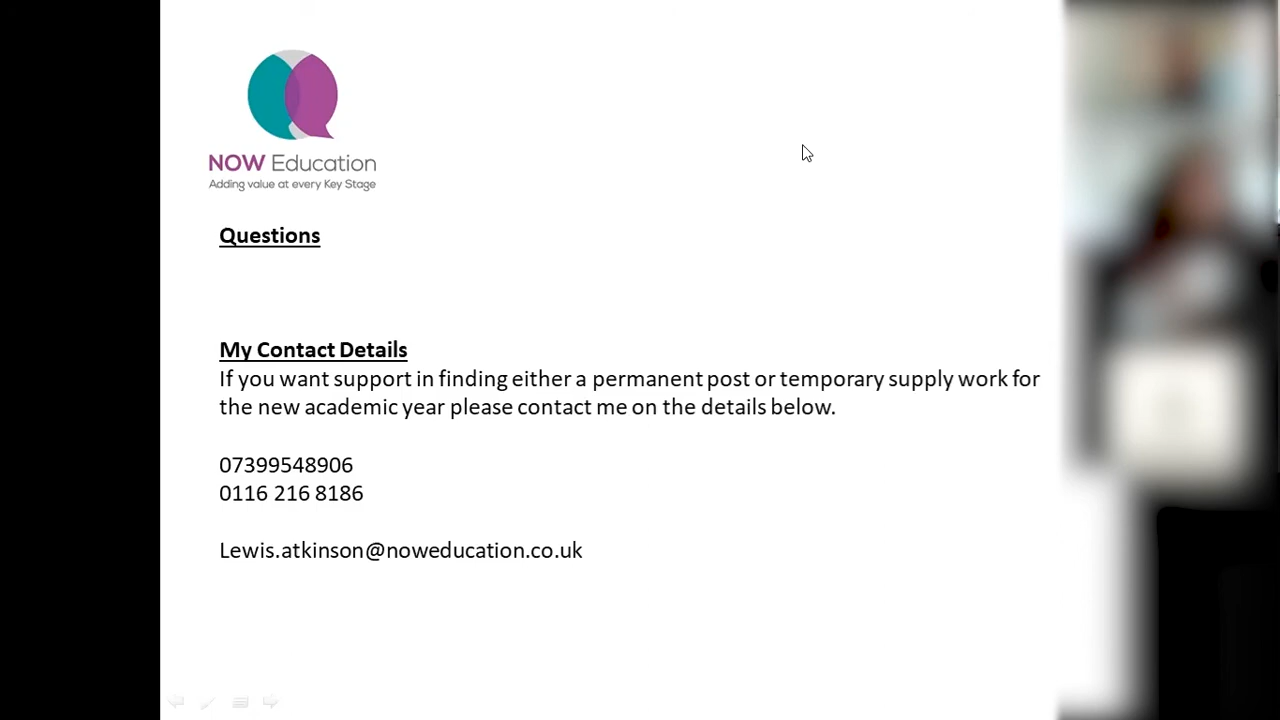 NOW Education
Adding value at every Key Stage
Questions
My Contact Details
If you want support in finding either a permanent post or temporary supply work for
the new academic year please contact me on the details below.
07399548906
0116 216 8186
Lewis.atkinson@noweducation.co.uk